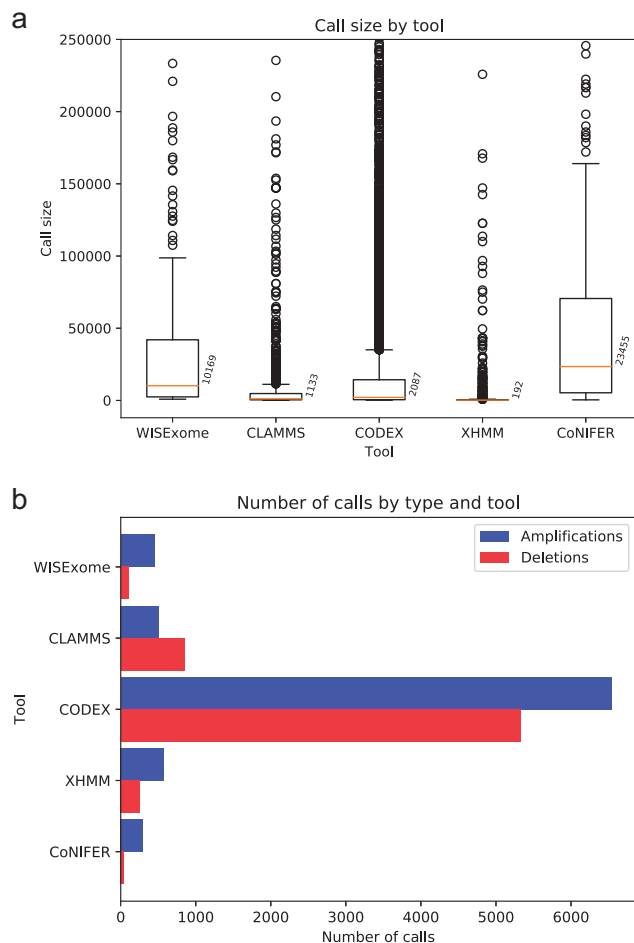 a
Call size by tool
250000
200000
150000
100000
50000
0
Call size
10169
1133
2087
192
23455
WISExome CLAMMS CODEX XHMM CoNIFER
Tool
b
Number of calls by type and tool
Amplifications
Deletions
WISExome
CLAMMS
CODEX
XHMM
CoNIFER
Tool
0 1000 2000 3000 4000 5000 6000
Number of calls